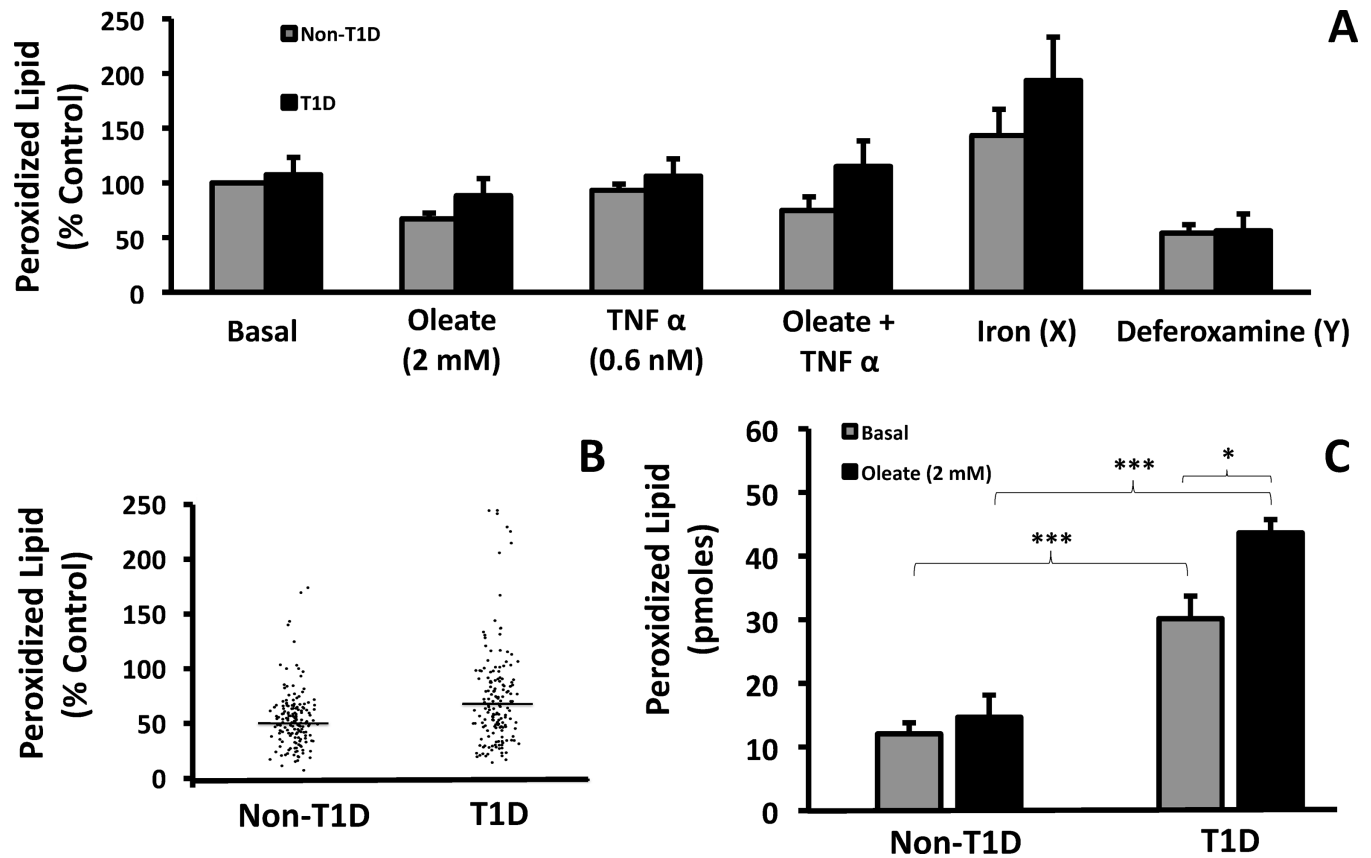 A
Peroxidized Lipid
(% Control)
250
200
150
100
50
0
Non-T1D
T1D
Basal
Oleate
(2 mM)
TNF α
(0.6 nM)
Oleate +
TNF α
Iron (X)
Deferoxamine (Y)
B
Peroxidized Lipid
(% Control)
250
200
150
100
50
0
Non-T1D
T1D
C
Peroxidized Lipid
(pmoles)
60
50
40
30
20
10
0
Basal
Oleate (2 mM)
***
*
***
Non-T1D
T1D